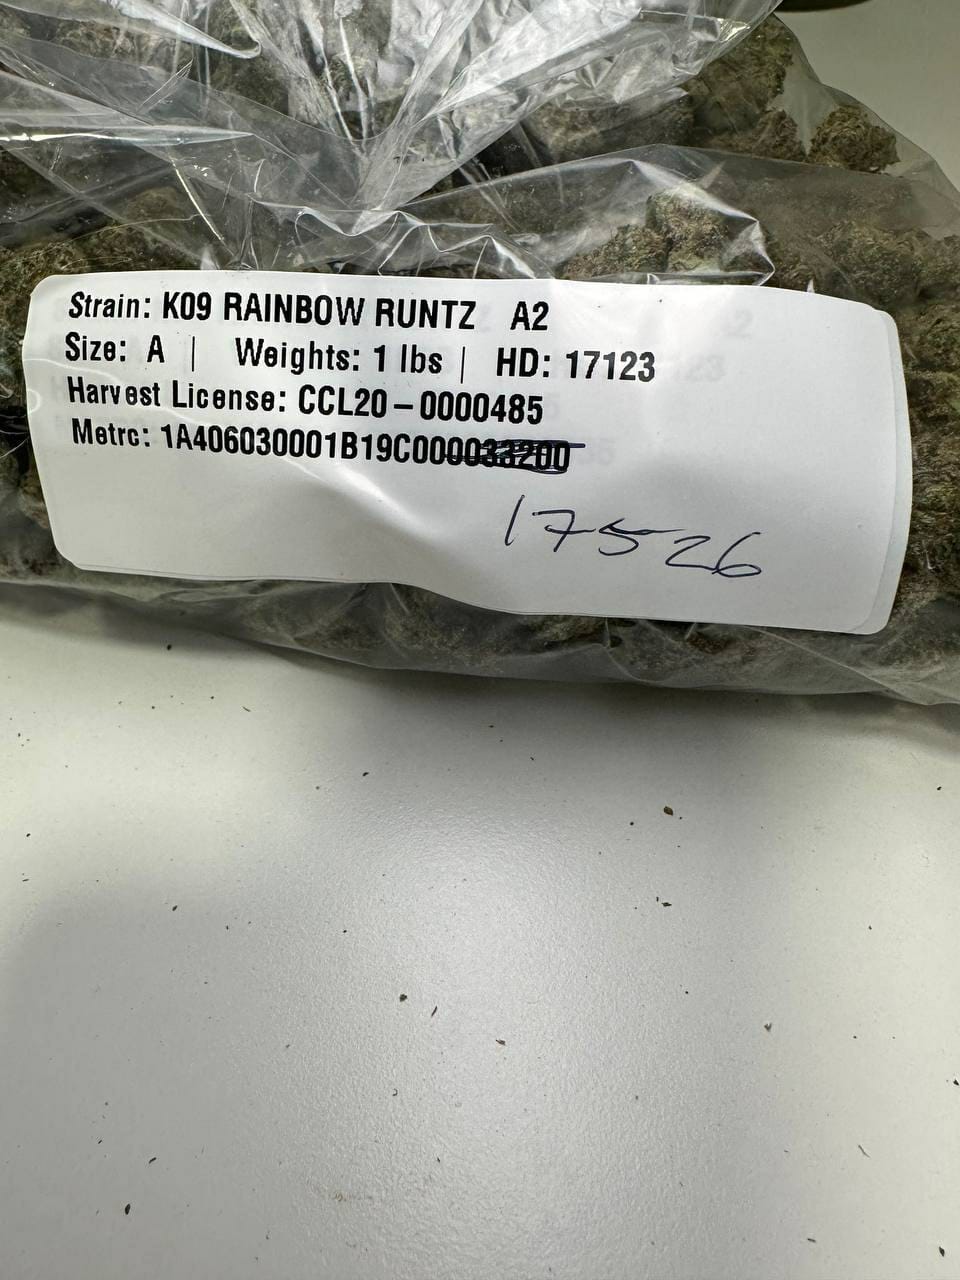 Strain: K09 RAINBOW RUNTZ A2
Size: A | Weights: 1 lbs | HD: 17123
Harvest License: CCL20-0000485
Metrc: 1A406030001B19C000033200
17526